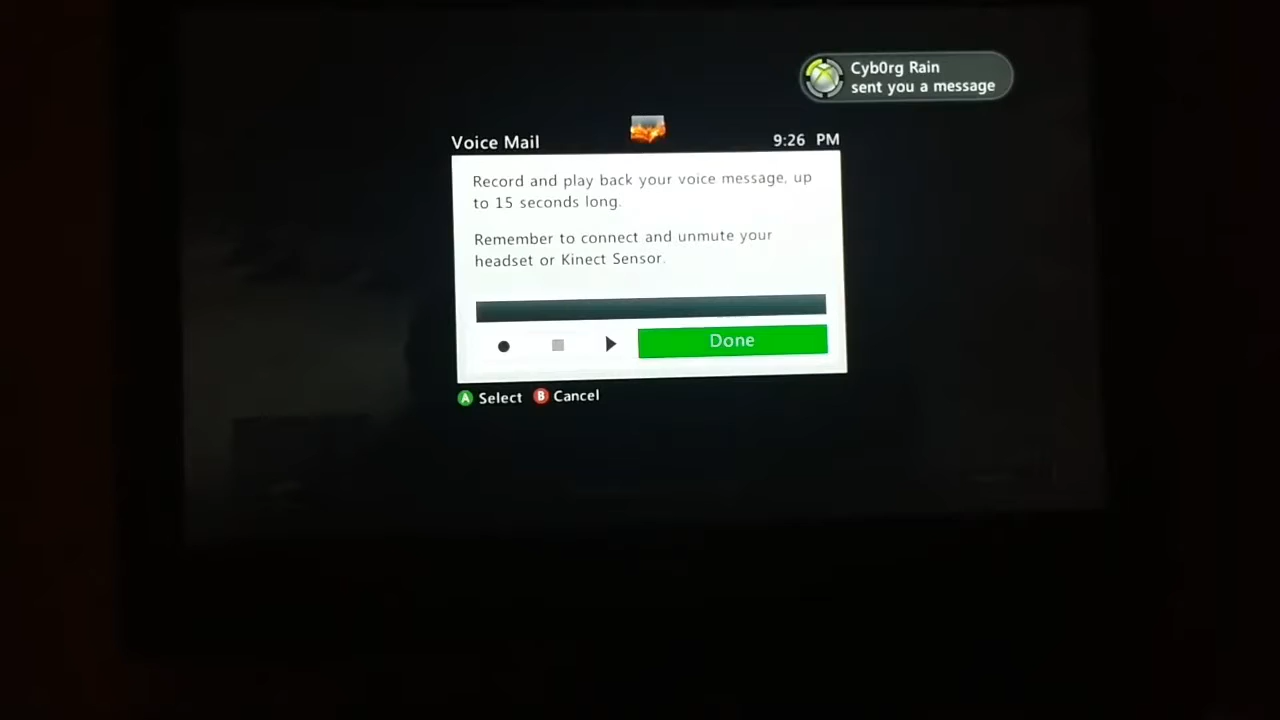 Cyb0rg Rain
sent you a message
Voice Mail
9:26 PM
Record and play back your voice message, up
to 15 seconds long.
Remember to connect and unmute your
headset or Kinect Sensor.
Done
A Select B Cancel